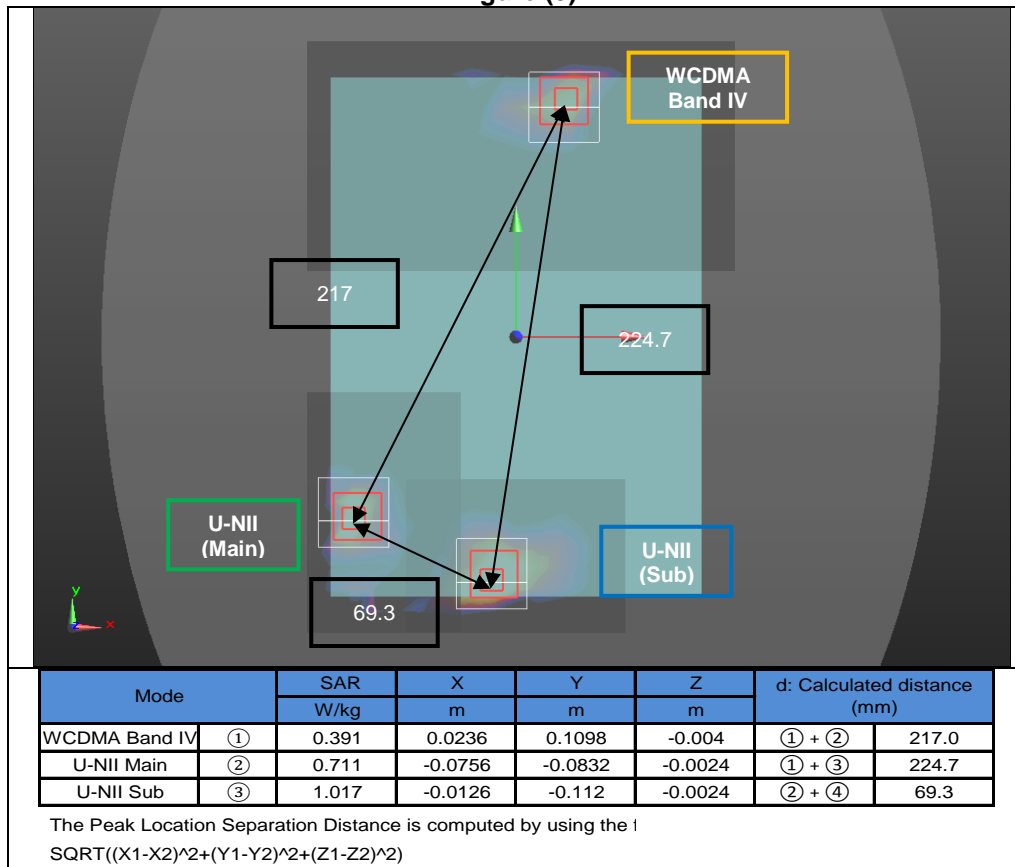 WCDMA
Band IV
217
224.7
U-NII
(Main)
U-NII
(Sub)
69.3
y
z
x
Mode SAR X Y Z d: Calculated distance
(mm)
W/kg m m m
WCDMA Band IV ① 0.391 0.0236 0.1098 -0.004 ① + ② 217.0
U-NII Main ② 0.711 -0.0756 -0.0832 -0.0024 ① + ③ 224.7
U-NII Sub ③ 1.017 -0.0126 -0.112 -0.0024 ② + ④ 69.3
The Peak Location Separation Distance is computed by using the
SQRT((X1-X2)^2+(Y1-Y2)^2+(Z1-Z2)^2)